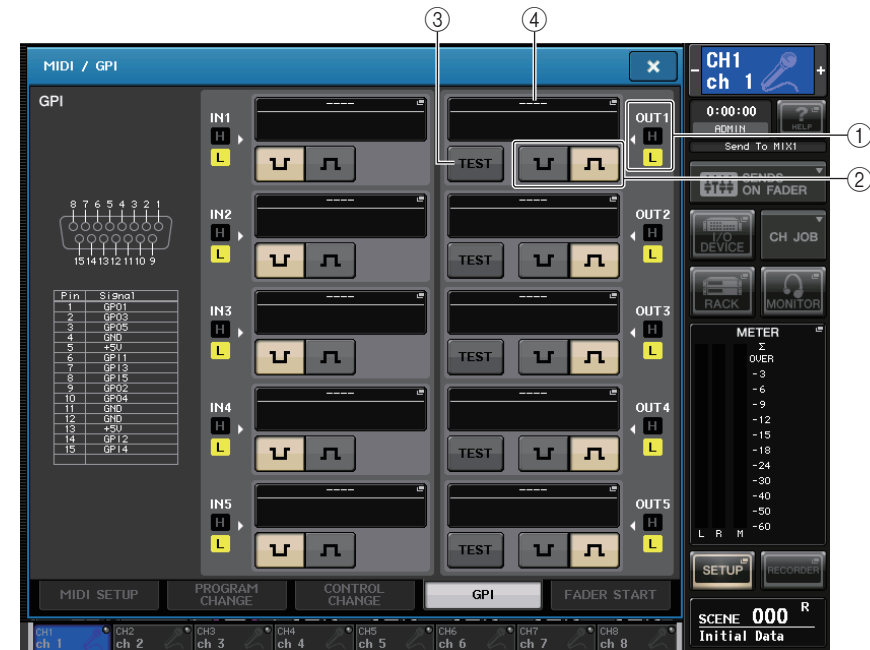 ③ ④
MIDI / GPI
×
GPI
IN1
H
L
----
----
TEST
OUT1
H
L
①
②
IN2
H
L
----
----
TEST
OUT2
H
L
IN3
H
L
----
----
TEST
OUT3
H
L
IN4
H
L
----
----
TEST
OUT4
H
L
IN5
H
L
----
----
TEST
OUT5
H
L
8 7 6 5 4 3 2 1
15 14 13 12 11 10 9
Pin Signal
1 GPO1
2 GPO3
3 GPO5
4 GND
5 +5V
6 GPI1
7 GPI3
8 GPI5
9 GPO2
10 GPO4
11 GND
12 GND
13 +5V
14 GPI2
15 GPI4
MIDI SETUP
PROGRAM
CHANGE
CONTROL
CHANGE
GPI
FADER START
- CH1 +
ch 1
0:00:00
ADMIN
?
HELP
Send To MIX1
SENDS
ON FADER
I/O
DEVICE
CH JOB
RACK
MONITOR
METER
Σ
OVER
-3
-6
-9
-12
-15
-18
-24
-30
-40
-50
-60
L R M
SETUP
RECORDER
SCENE 000 R
Initial Data
CH1 CH2 CH3 CH4 CH5 CH6 CH7 CH8
ch 1 ch 2 ch 3 ch 4 ch 5 ch 6 ch 7 ch 8